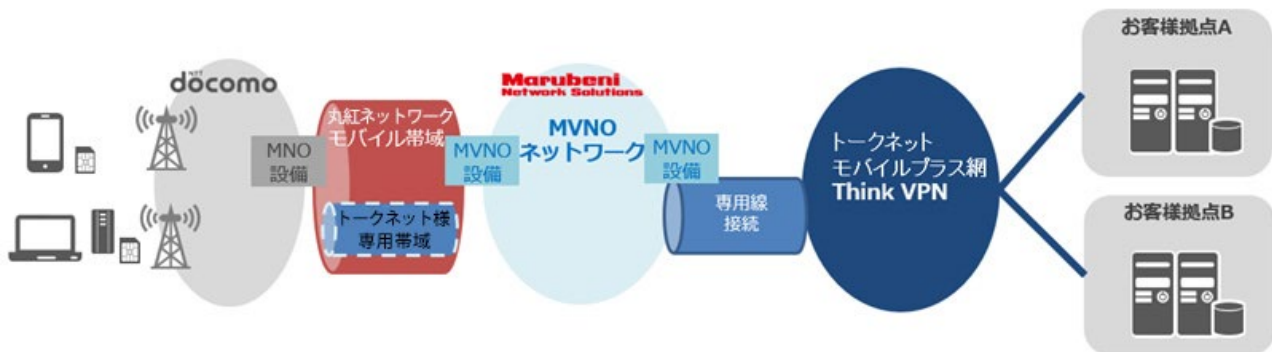 NTT
docomo
MNO
設備
丸紅ネットワーク
モバイル帯域
トークネット様
専用帯域
MVNO
設備
Marubeni
Network Solutions
MVNO
ネットワーク
MVNO
設備
専用線
接続
トークネット
モバイルプラス網
Think VPN
お客様拠点A
お客様拠点B